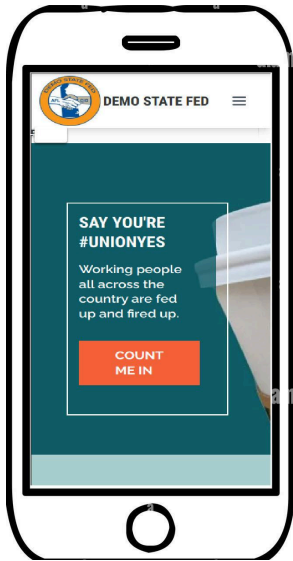 DEMO STATE FED
SAY YOU'RE
#UNIONYES
Working people
all across the
country are fed
up and fired up.
COUNT
ME IN